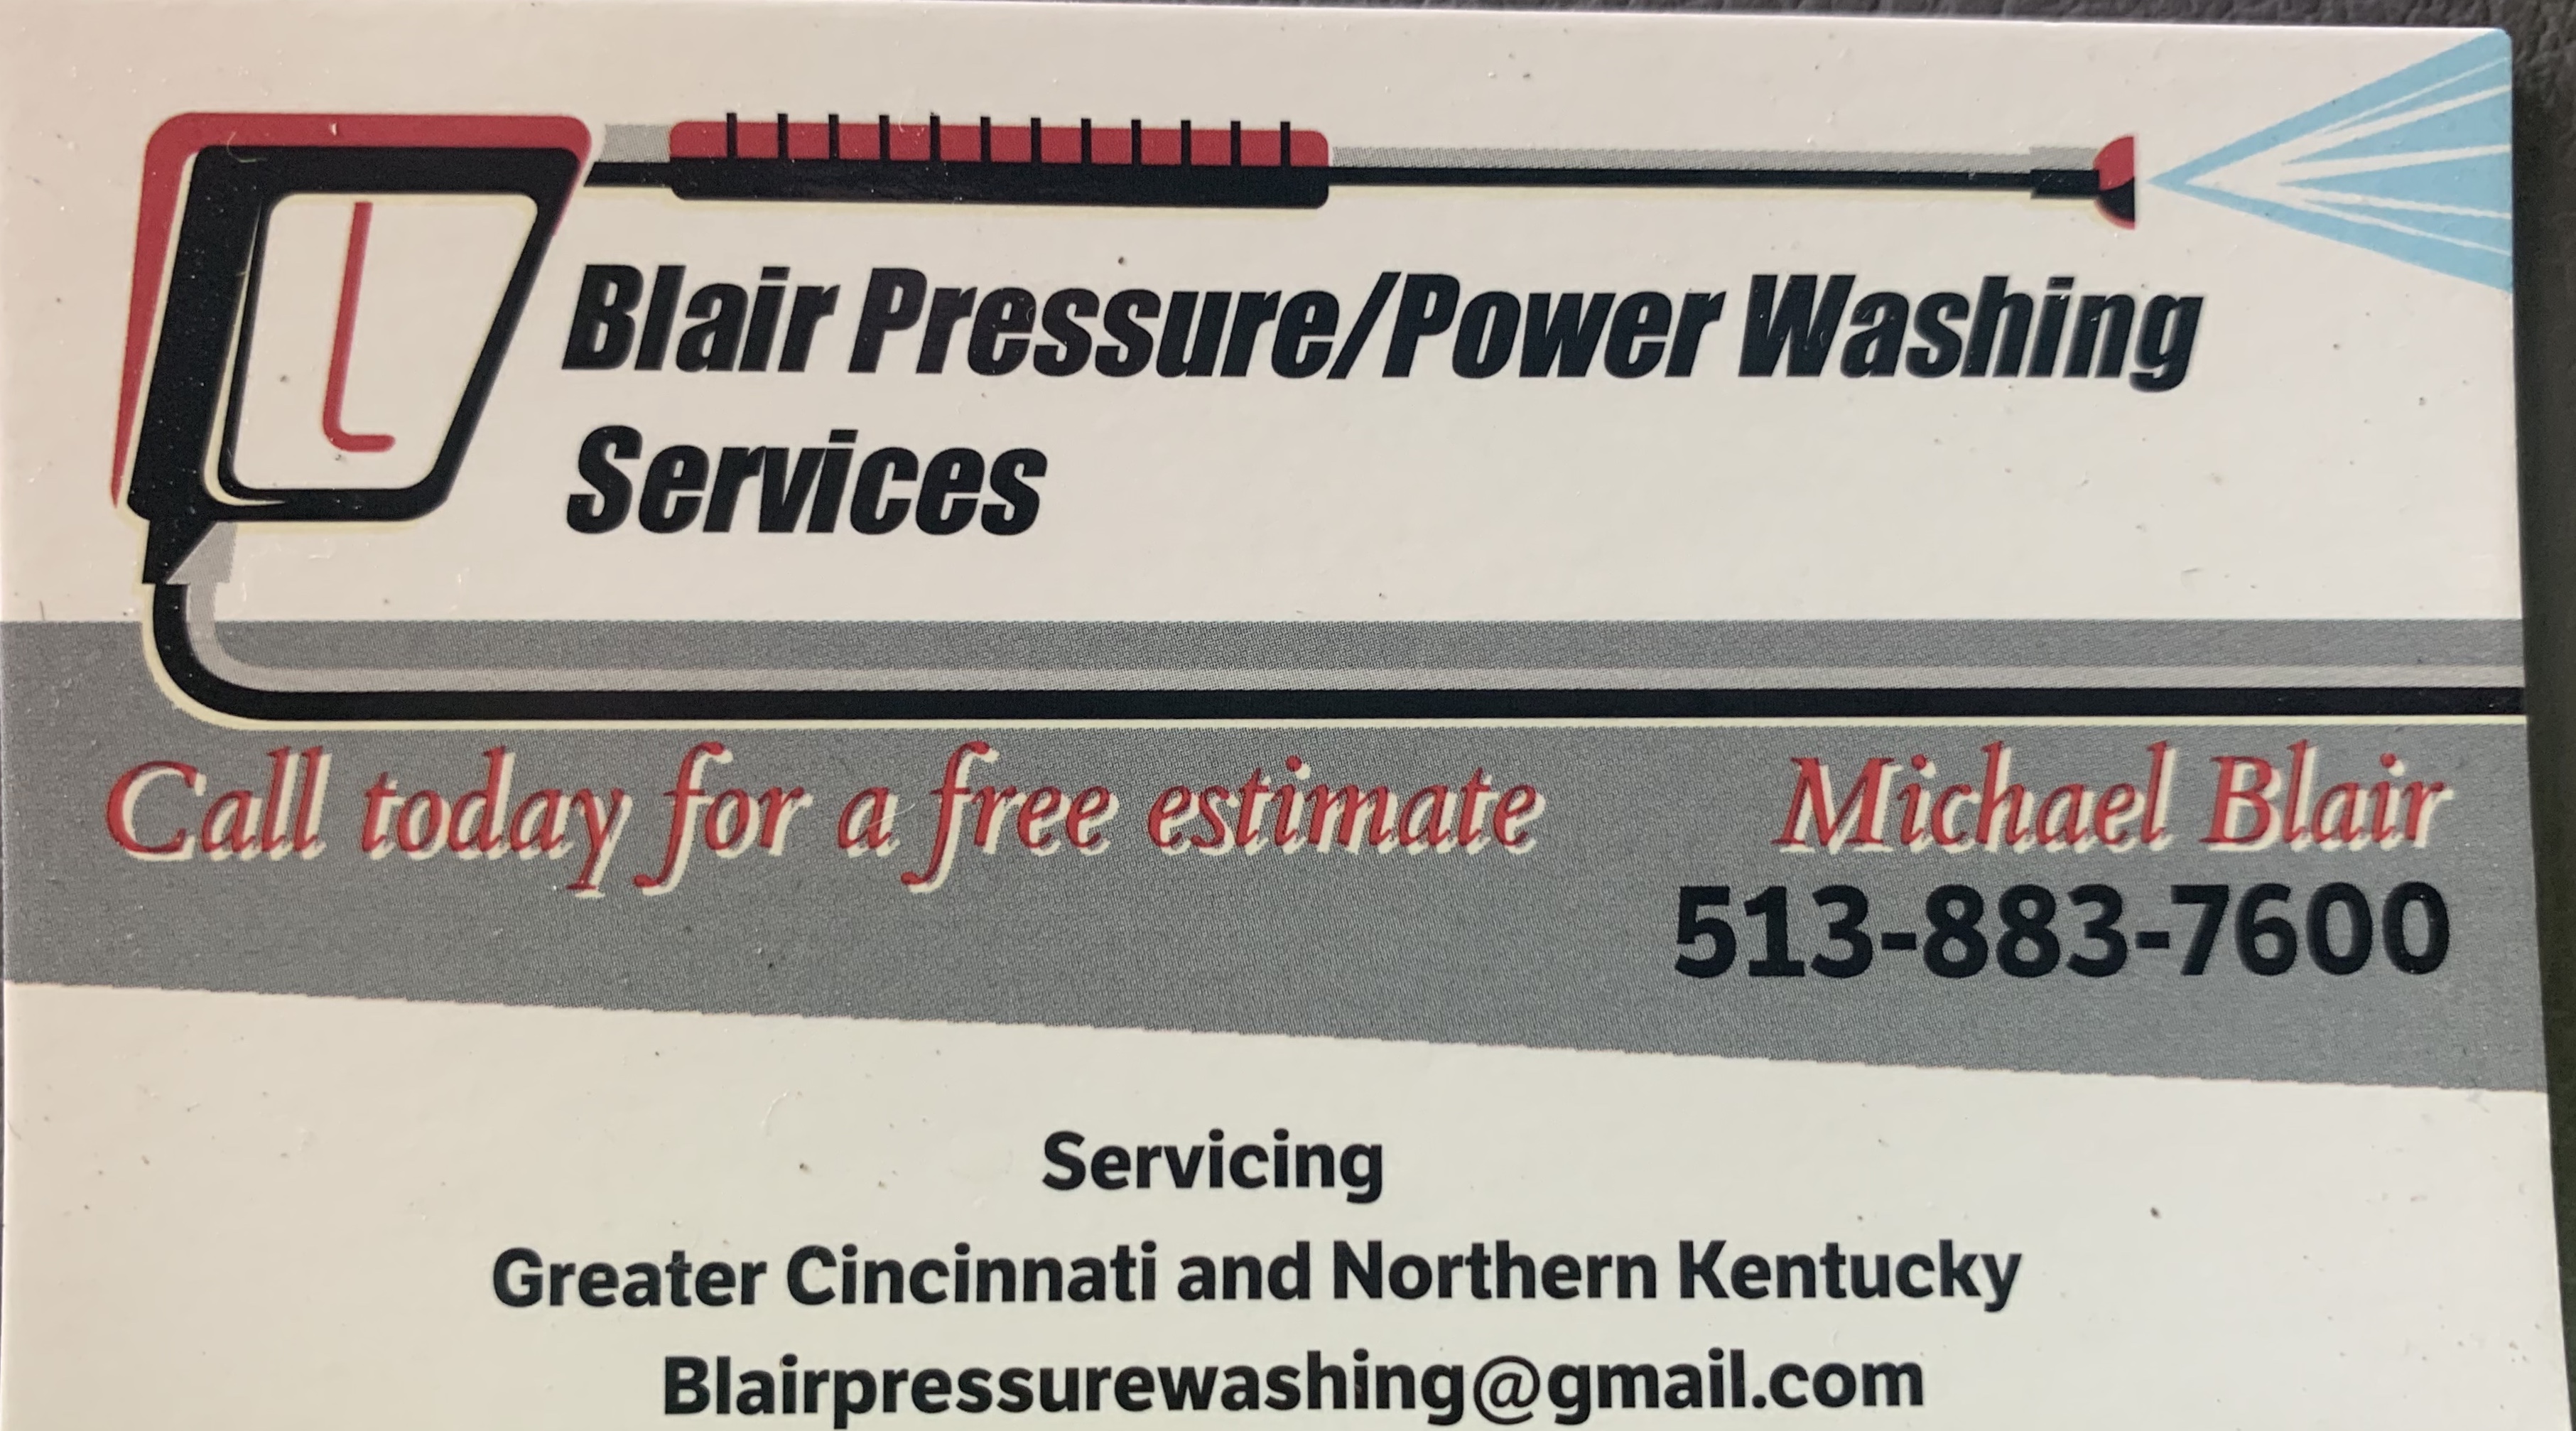 Blair Pressure/Power Washing
Services
Call today for a free estimate
Michael Blair
513-883-7600
Servicing
Greater Cincinnati and Northern Kentucky
Blairpressurewashing@gmail.com